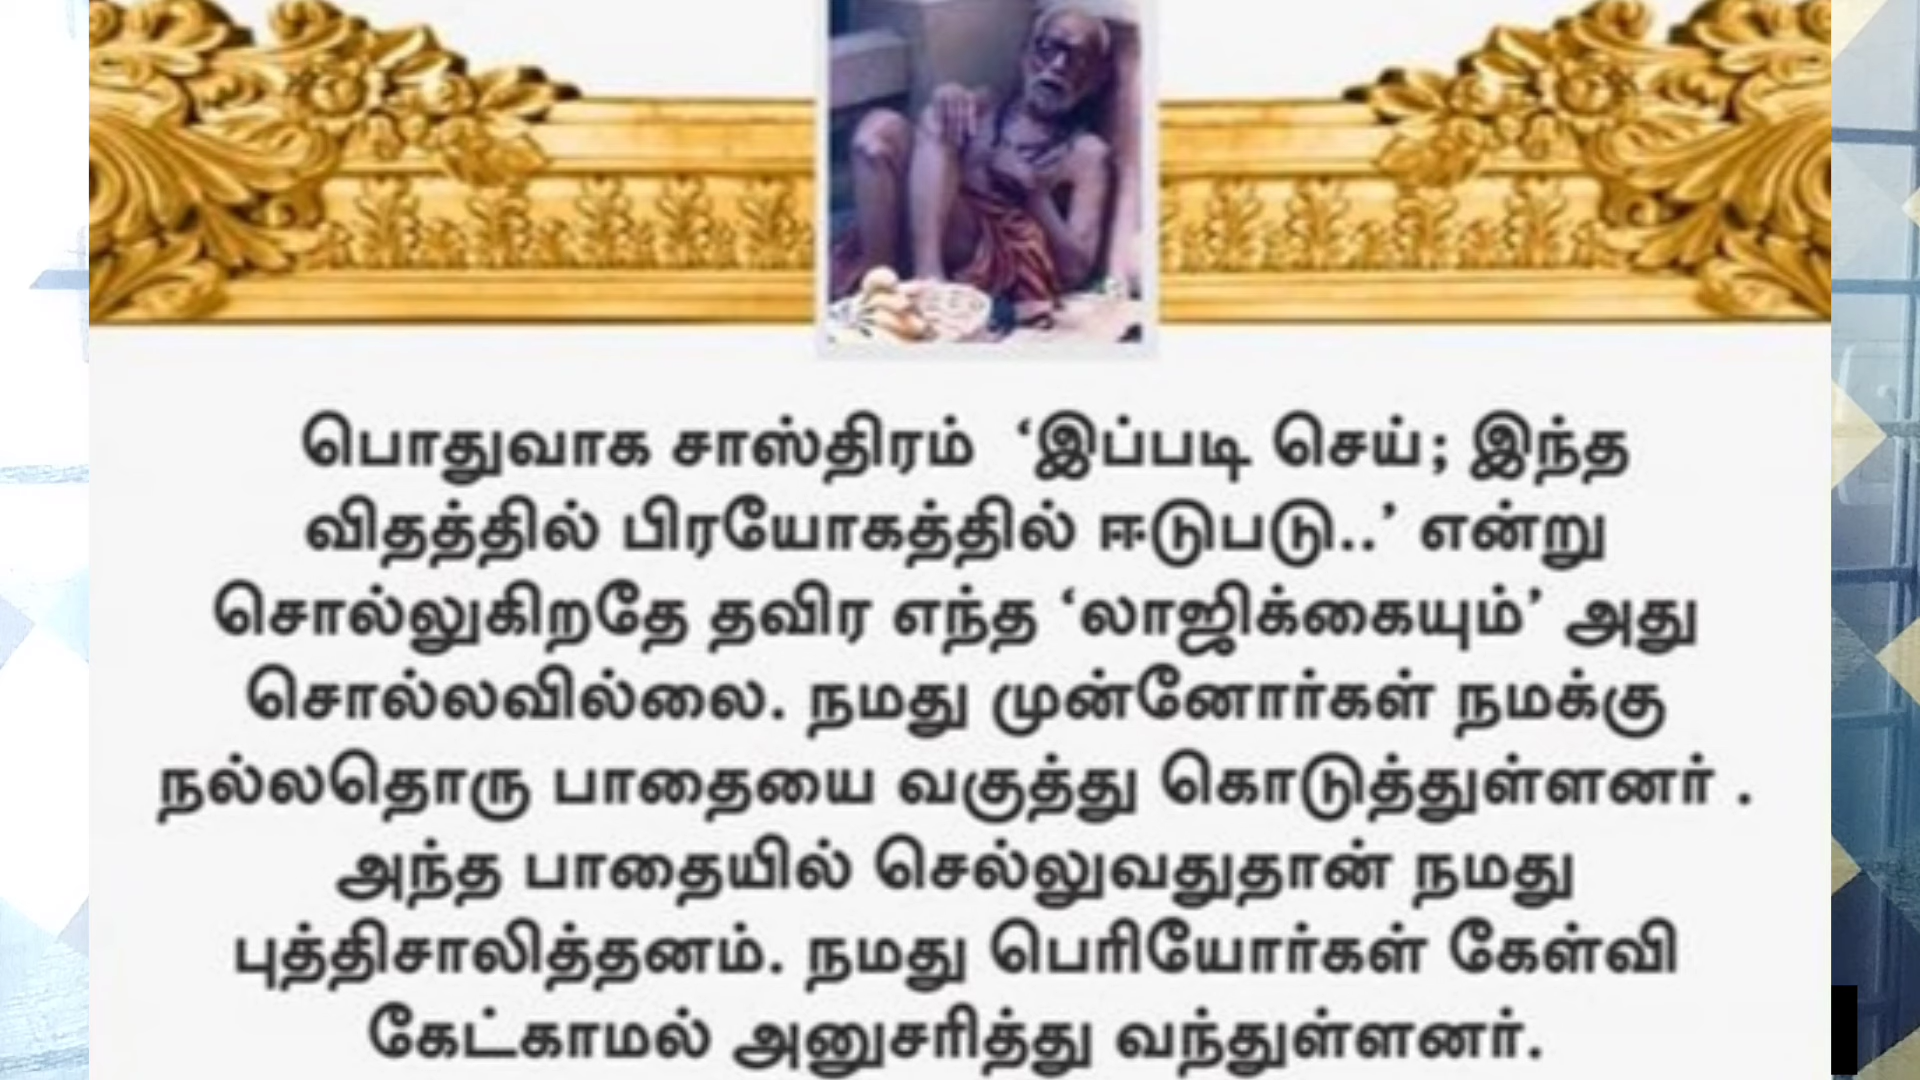 பொதுவாக சாஸ்திரம் ‘இப்படி செய்; இந்த
விதத்தில் பிரயோகத்தில் ஈடுபடு..’ என்று
சொல்லுகிறதே தவிர எந்த ‘லாஜிக்கையும்’ அது
சொல்லவில்லை. நமது முன்னோர்கள் நமக்கு
நல்லதொரு பாதையை வகுத்து கொடுத்துள்ளனர் .
அந்த பாதையில் செல்லுவதுதான் நமது
புத்திசாலித்தனம். நமது பெரியோர்கள் கேள்வி
கேட்காமல் அனுசரித்து வந்துள்ளனர்.